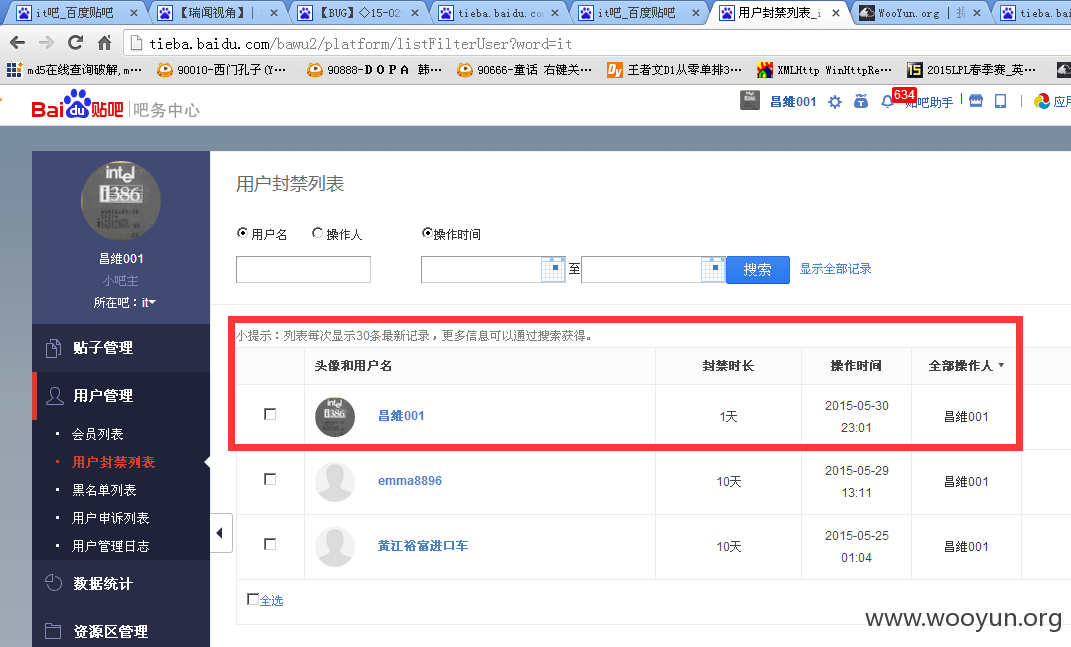 it吧_百度贴吧
【瑞闻视角】_i
【BUG】◇15-02-
tieba.baidu.co
it吧_百度贴吧
用户封禁列表_i
WooYun.org |
tieba.bai
tieba.baidu.com/bawu2/platform/listFilterUser?word=it
md5在线查询破解,m…
90010-西门孔子(Y…
90888-D O P A 韩…
90666-童话 右键关…
王者文D1从零单排3…
XMLHttp WinHttpRe…
2015LPL春季赛_英…
Bai du 贴吧 吧务中心
昌维001
634
贴吧助手
应用
intel
i386
昌维001
小吧主
所在吧：it
贴子管理
用户管理
会员列表
用户封禁列表
黑名单列表
用户申诉列表
用户管理日志
数据统计
资源区管理
用户封禁列表
用户名 操作人 操作时间
至 搜索 显示全部记录
小提示：列表每次显示30条最新记录，更多信息可以通过搜索获得。
头像和用户名 封禁时长 操作时间 全部操作人
昌维001 1天 2015-05-30 23:01 昌维001
emma8896 10天 2015-05-29 13:11 昌维001
黄江裕富进口车 10天 2015-05-25 01:04 昌维001
全选
www.wooyun.org